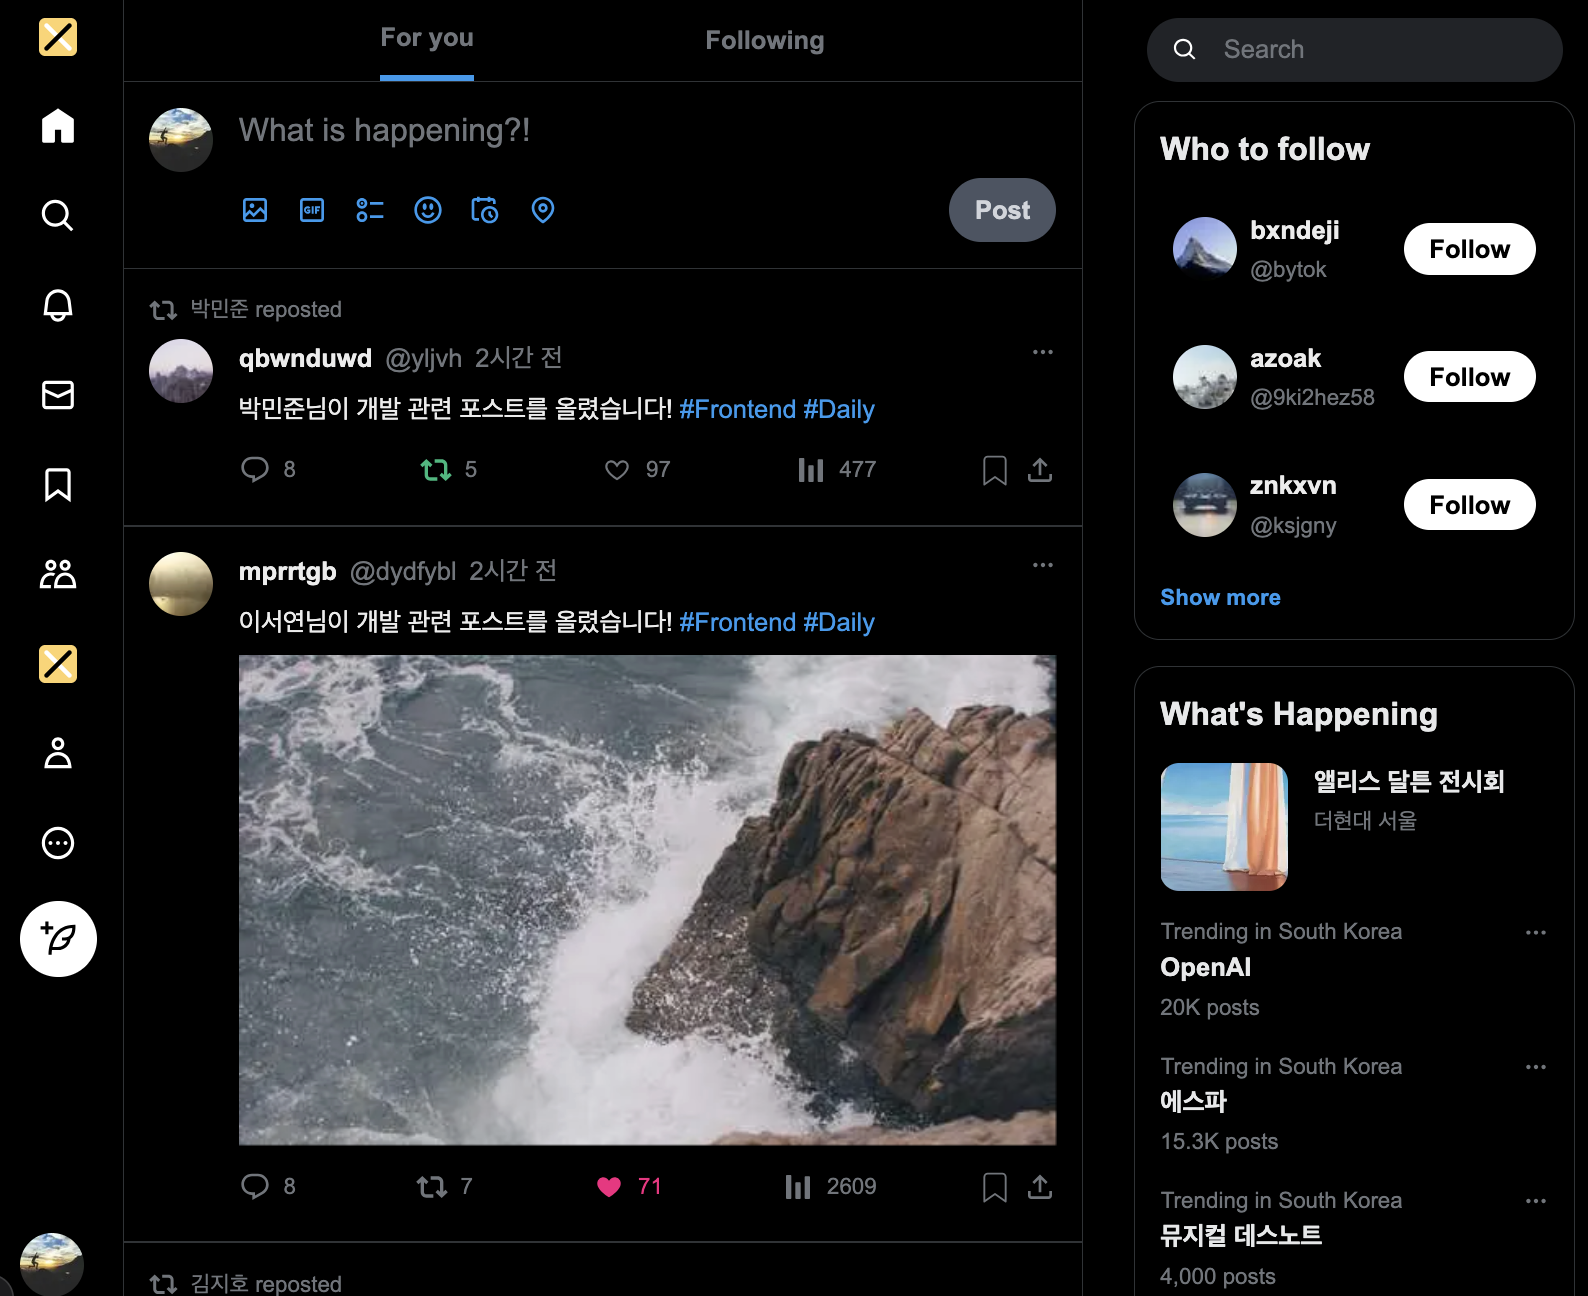 For you
Following
What is happening?!
GIF
Post
박민준 reposted
qbwnduwd @yljvh 2시간 전
박민준님이 개발 관련 포스트를 올렸습니다! #Frontend #Daily
8 5 97 477
mprrtgb @dydfybl 2시간 전
이서연님이 개발 관련 포스트를 올렸습니다! #Frontend #Daily
8 7 71 2609
김지호 reposted
Search
Who to follow
bxndeji
@bytok
Follow
azoak
@9ki2hez58
Follow
znkxvn
@ksjgny
Follow
Show more
What's Happening
앨리스 달튼 전시회
더현대 서울
Trending in South Korea
OpenAI
20K posts
Trending in South Korea
에스파
15.3K posts
Trending in South Korea
뮤지컬 데스노트
4,000 posts